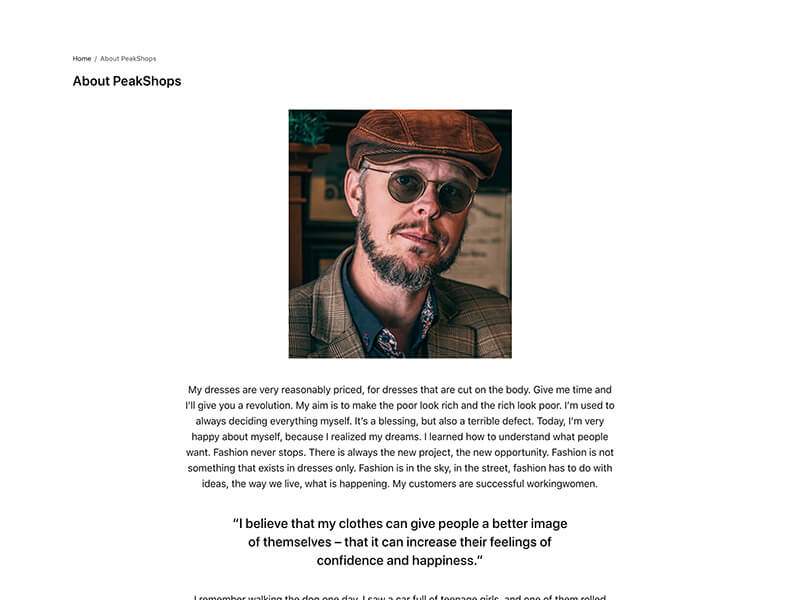 Home / About PeakShops
About PeakShops
My dresses are very reasonably priced, for dresses that are cut on the body. Give me time and
I’ll give you a revolution. My aim is to make the poor look rich and the rich look poor. I’m used to
always deciding everything myself. It’s a blessing, but also a terrible defect. Today, I’m very
happy about myself, because I realized my dreams. I learned how to understand what people
want. Fashion never stops. There is always the new project, the new opportunity. Fashion is not
something that exists in dresses only. Fashion is in the sky, in the street, fashion has to do with
ideas, the way we live, what is happening. My customers are successful workingwomen.
“I believe that my clothes can give people a better image
of themselves – that it can increase their feelings of
confidence and happiness.”
I remember walking the dog one day, I saw a car full of teenage girls, and one of them rolled